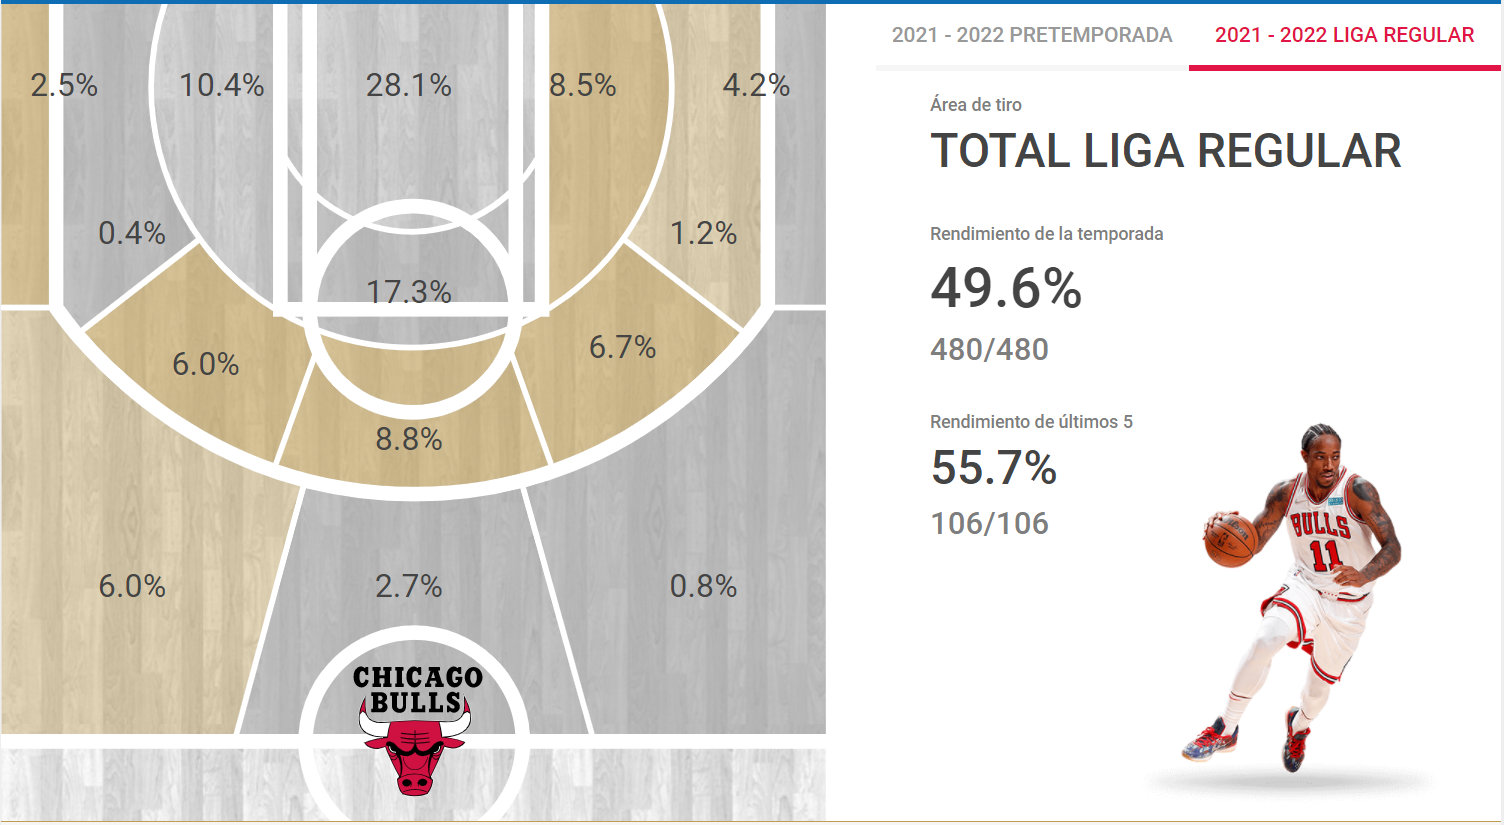 2.5%
10.4%
28.1%
8.5%
4.2%
0.4%
1.2%
17.3%
6.0%
6.7%
8.8%
6.0%
2.7%
0.8%
CHICAGO
BULLS
2021 - 2022 PRETEMPORADA
2021 - 2022 LIGA REGULAR
Área de tiro
TOTAL LIGA REGULAR
Rendimiento de la temporada
49.6%
480/480
Rendimiento de últimos 5
55.7%
106/106
BULLS
11